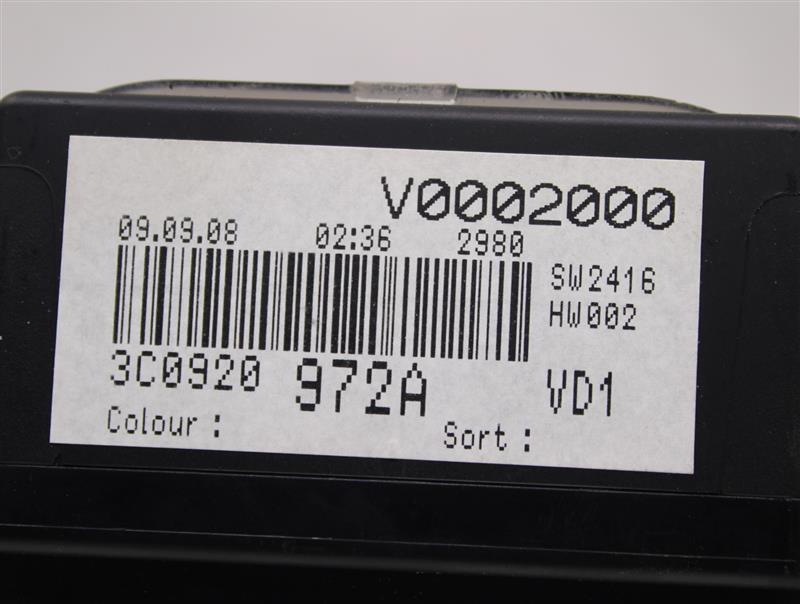 V0002000
09.09.08 02:36 2980
SW2416
HW002
3C0920 972A VD1
Colour : Sort :